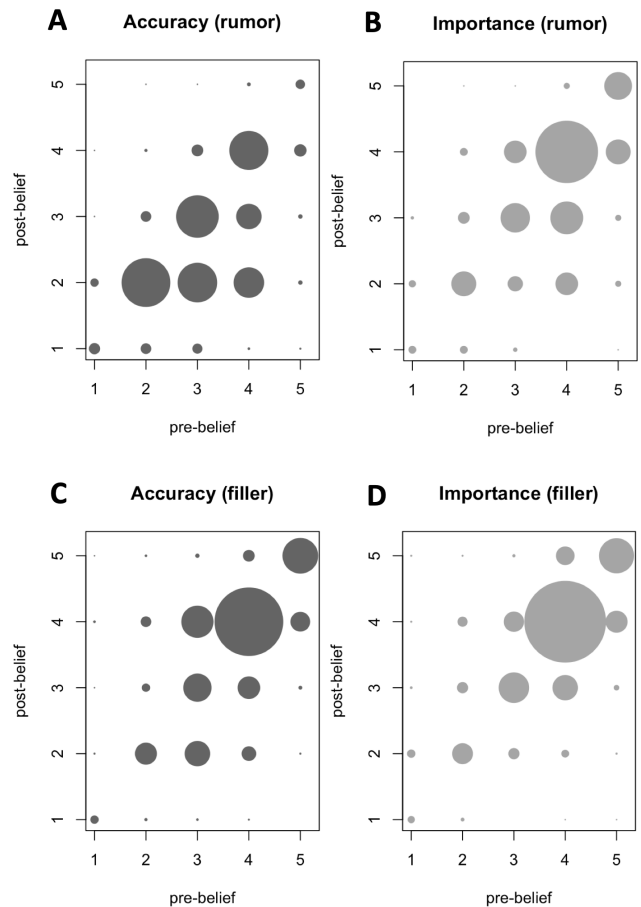 A Accuracy (rumor)
5
4
3
2
1
post-belief
1 2 3 4 5
pre-belief
B Importance (rumor)
5
4
3
2
1
post-belief
1 2 3 4 5
pre-belief
C Accuracy (filler)
5
4
3
2
1
post-belief
1 2 3 4 5
pre-belief
D Importance (filler)
5
4
3
2
1
post-belief
1 2 3 4 5
pre-belief